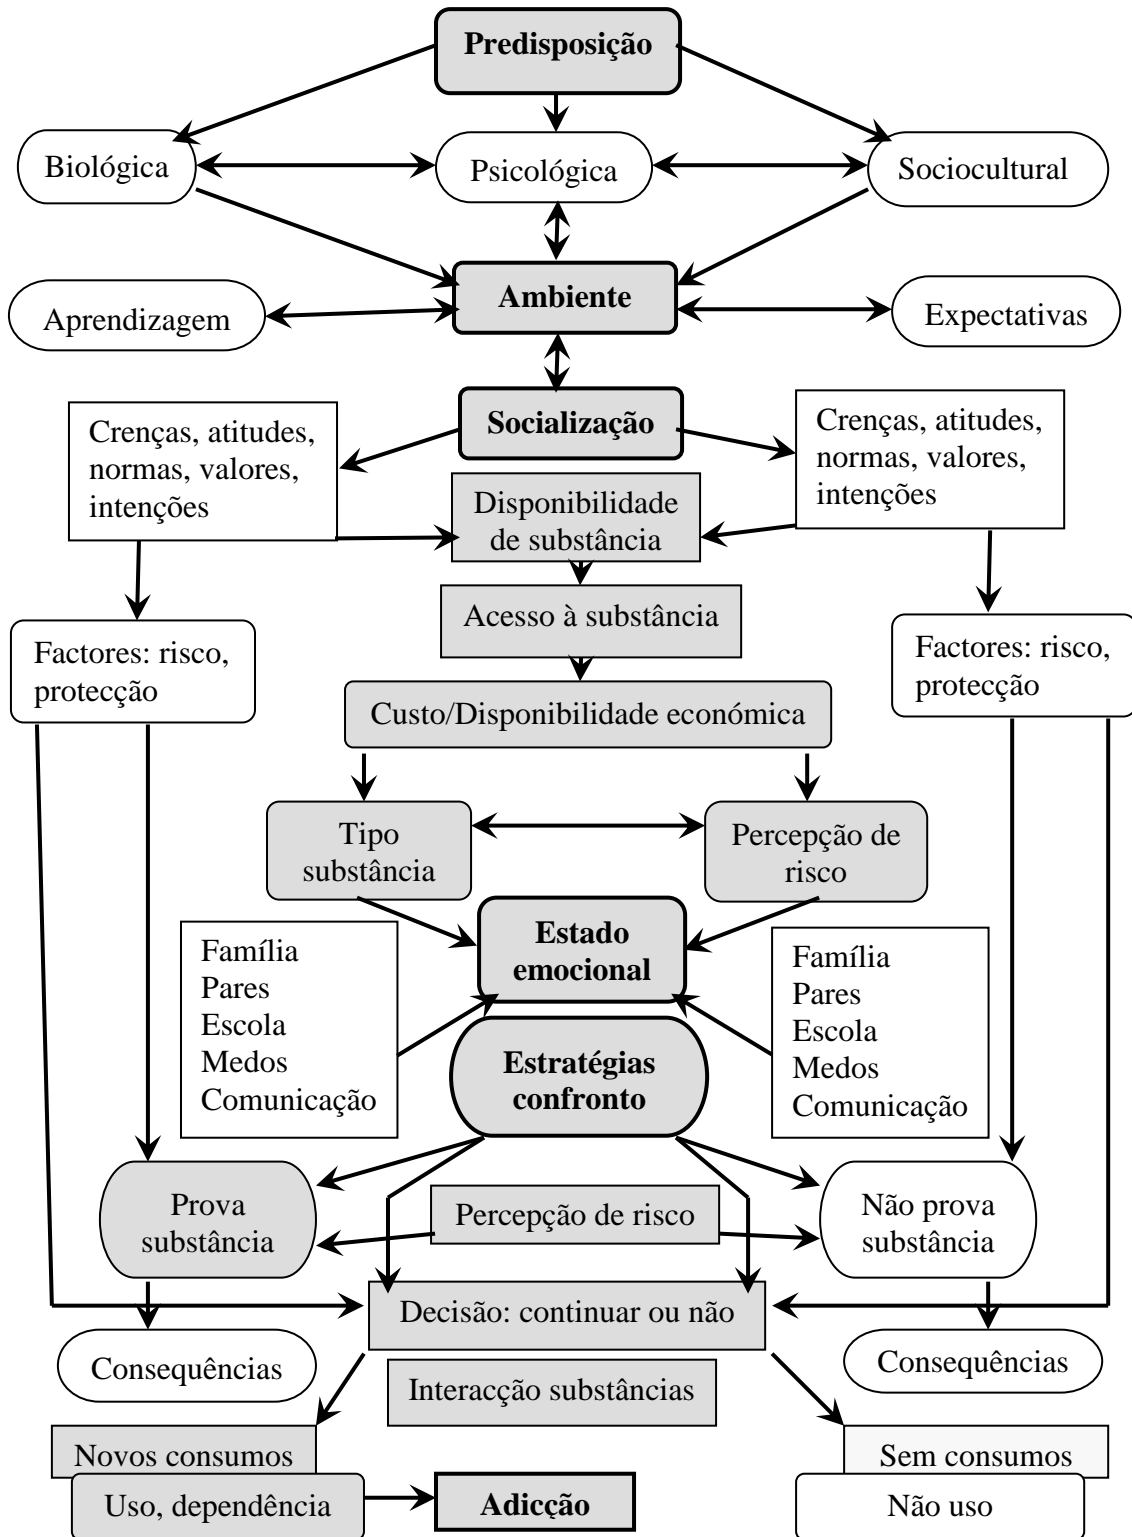 Predisposição
Biológica
Psicológica
Sociocultural
Ambiente
Aprendizagem
Expectativas
Socialização
Crenças, atitudes,
normas, valores,
intenções
Crenças, atitudes,
normas, valores,
intenções
Disponibilidade
de substância
Acesso à substância
Factores: risco,
protecção
Factores: risco,
protecção
Custo/Disponibilidade económica
Tipo
substância
Percepção de
risco
Estado
emocional
Família
Pares
Escola
Medos
Comunicação
Família
Pares
Escola
Medos
Comunicação
Estratégias
confronto
Prova
substância
Percepção de risco
Não prova
substância
Decisão: continuar ou não
Consequências
Consequências
Interacção substâncias
Novos consumos
Sem consumos
Uso, dependência
Adicção
Não uso